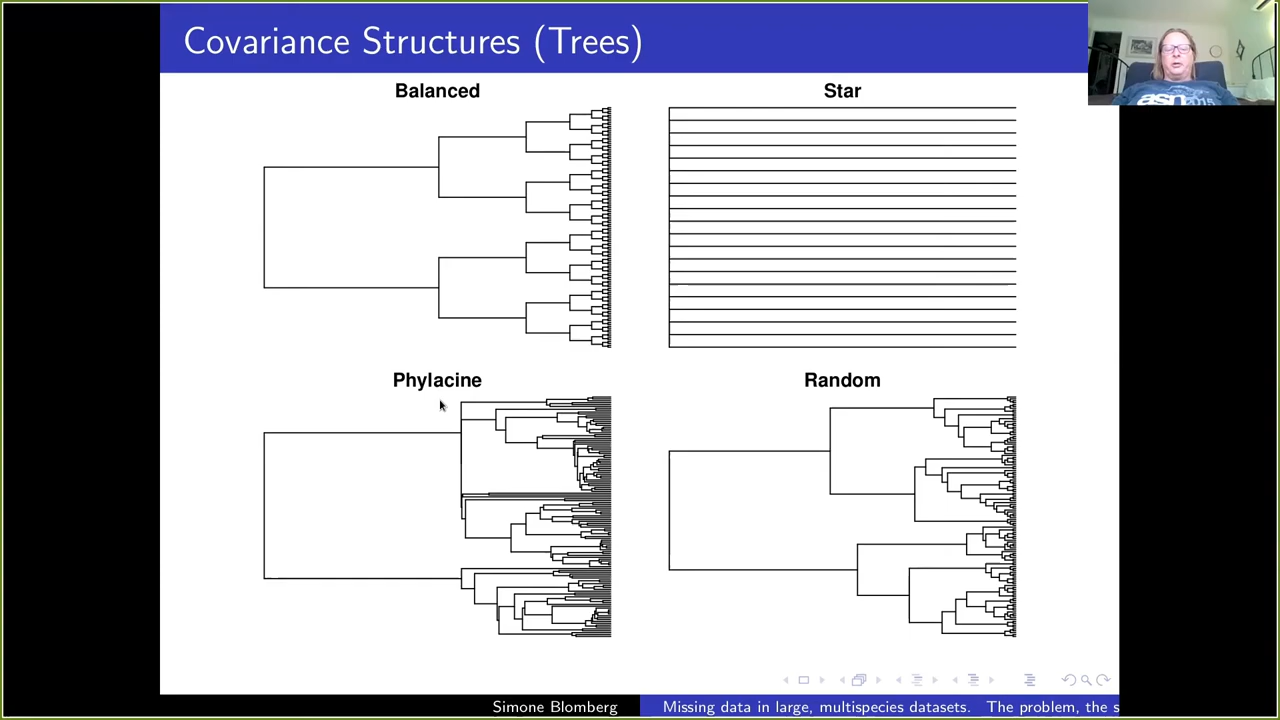 Covariance Structures (Trees)
Balanced
Star
Phylacine
Random
Simone Blomberg
Missing data in large, multispecies datasets. The problem, the s